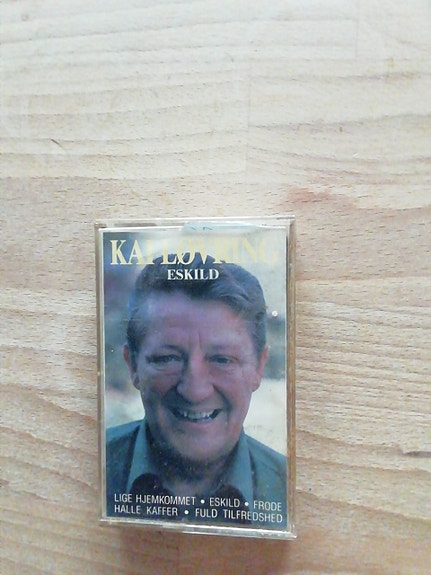 KAI LØVRING
ESKILD
LIGE HJEMKOMMET • ESKILD • FRODE
HALLE KAFFER • FULD TILFREDSHED